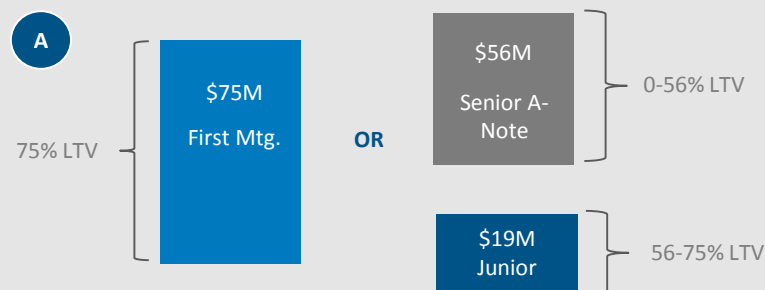 A
75% LTV
$75M
First Mtg.
OR
$56M
Senior A-
Note
0-56% LTV
$19M
Junior
56-75% LTV